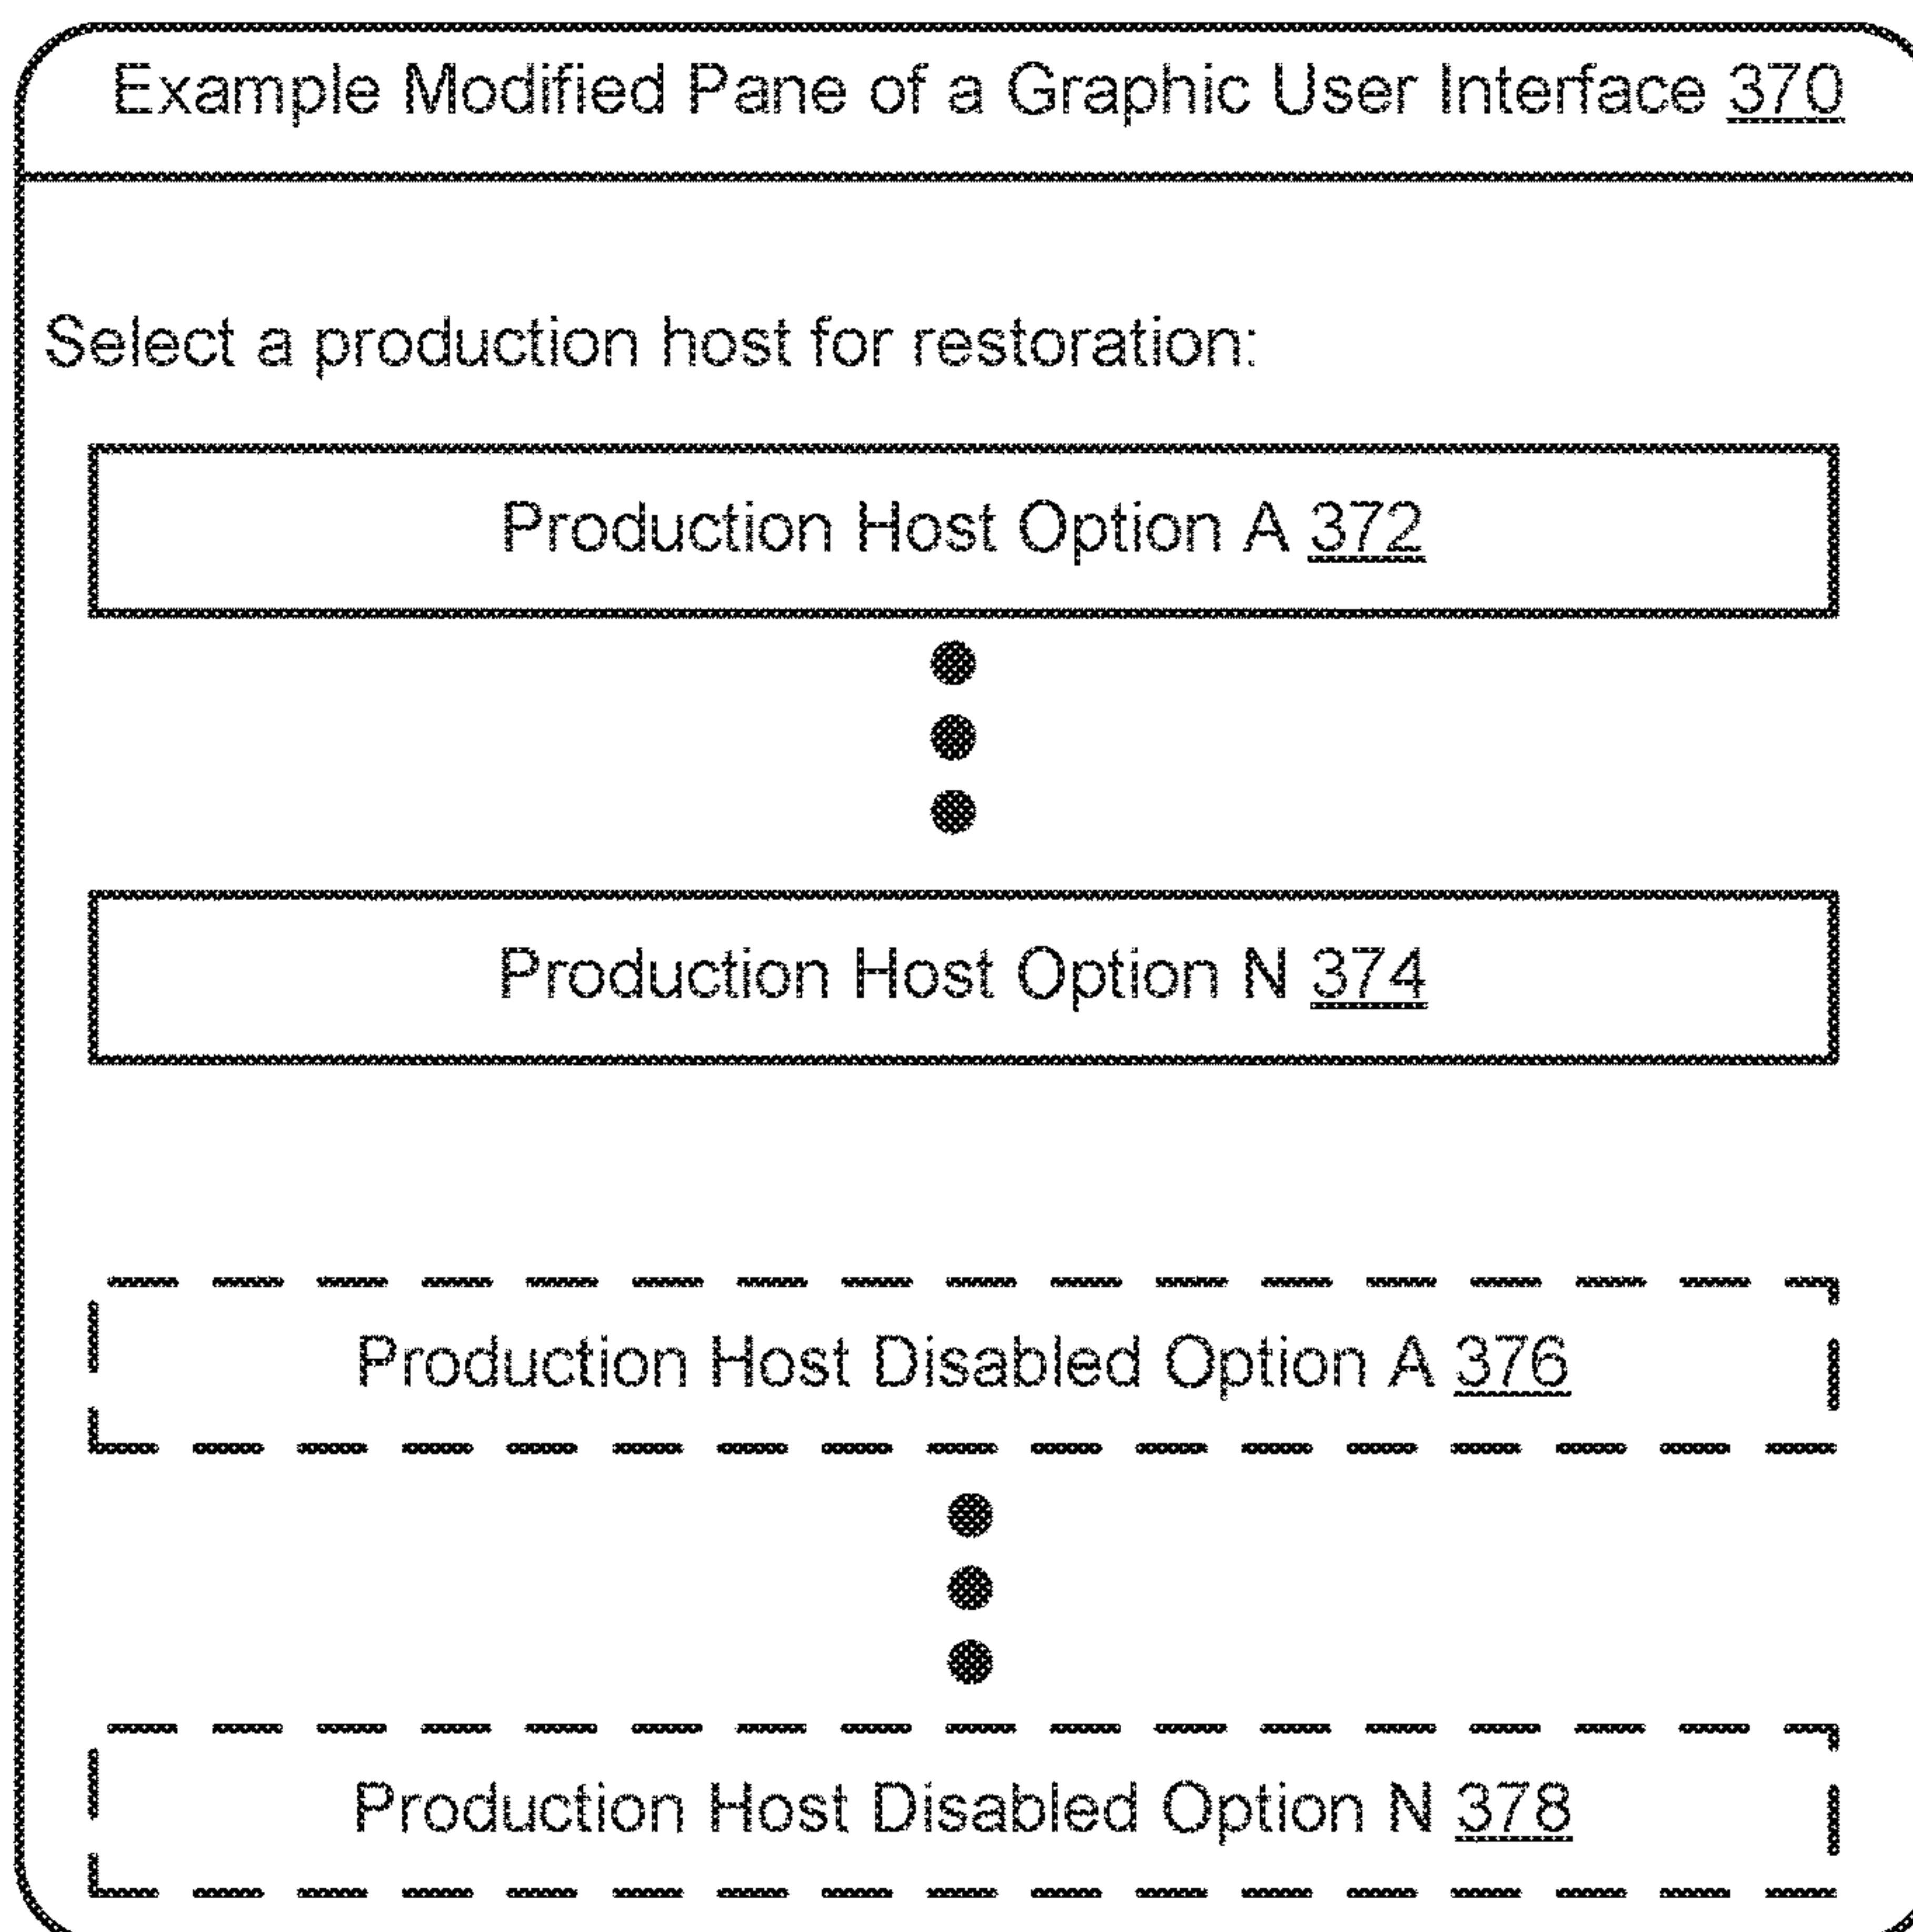 Example Modified Pane of a Graphic User Interface 370
Select a production host for restoration:
Production Host Option A 372
Production Host Option N 374
Production Host Disabled Option A 376
Production Host Disabled Option N 378